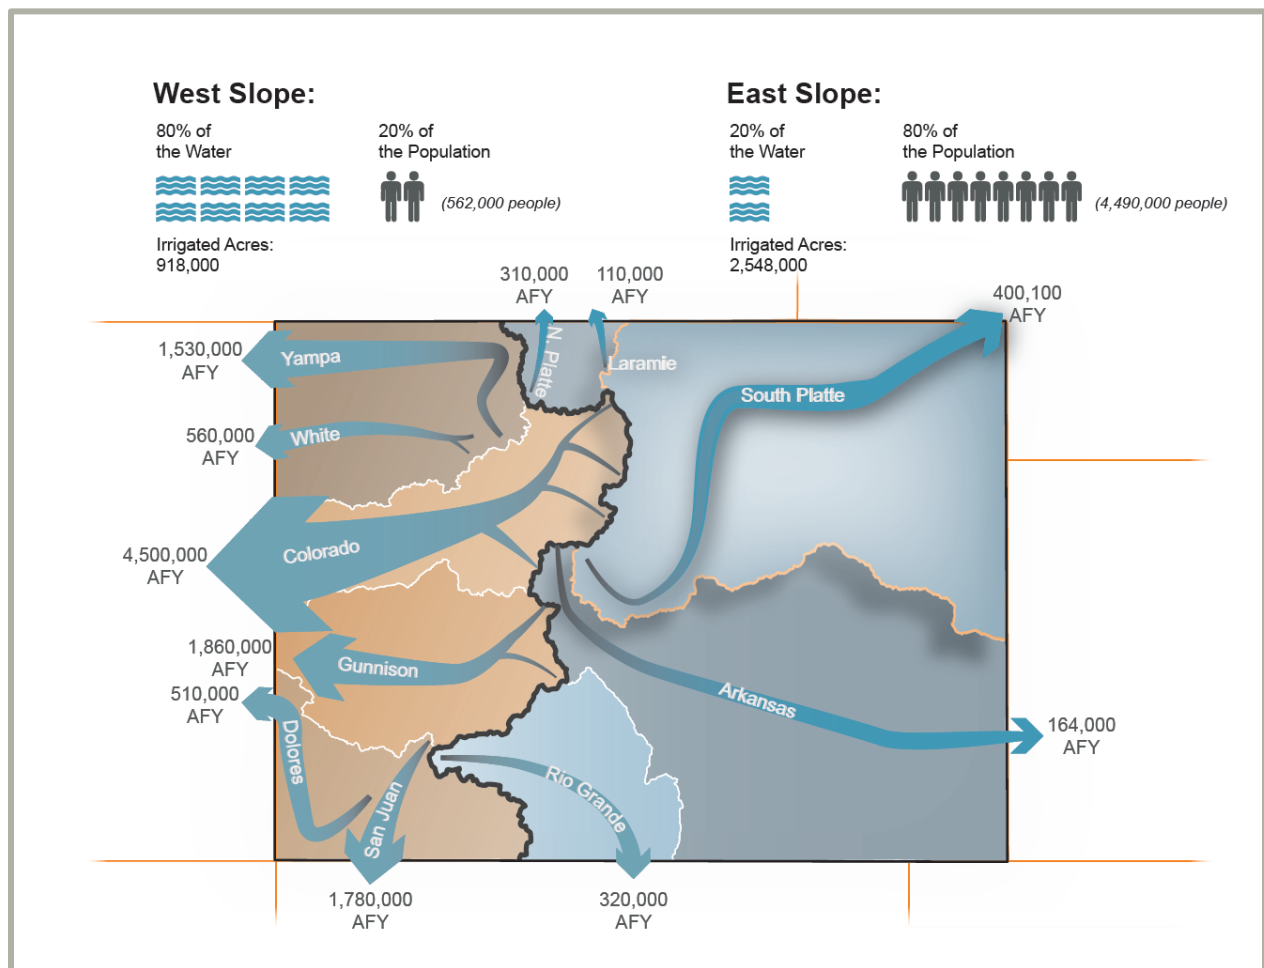 West Slope:
80% of
the Water
20% of
the Population
(562,000 people)
Irrigated Acres:
918,000
East Slope:
20% of
the Water
80% of
the Population
(4,490,000 people)
Irrigated Acres:
2,548,000
310,000
AFY
110,000
AFY
400,100
AFY
1,530,000
AFY
Yampa
N. Platte
Laramie
South Platte
560,000
AFY
White
4,500,000
AFY
Colorado
1,860,000
AFY
Gunnison
510,000
AFY
Dolores
San Juan
Rio Grande
Arkansas
164,000
AFY
1,780,000
AFY
320,000
AFY